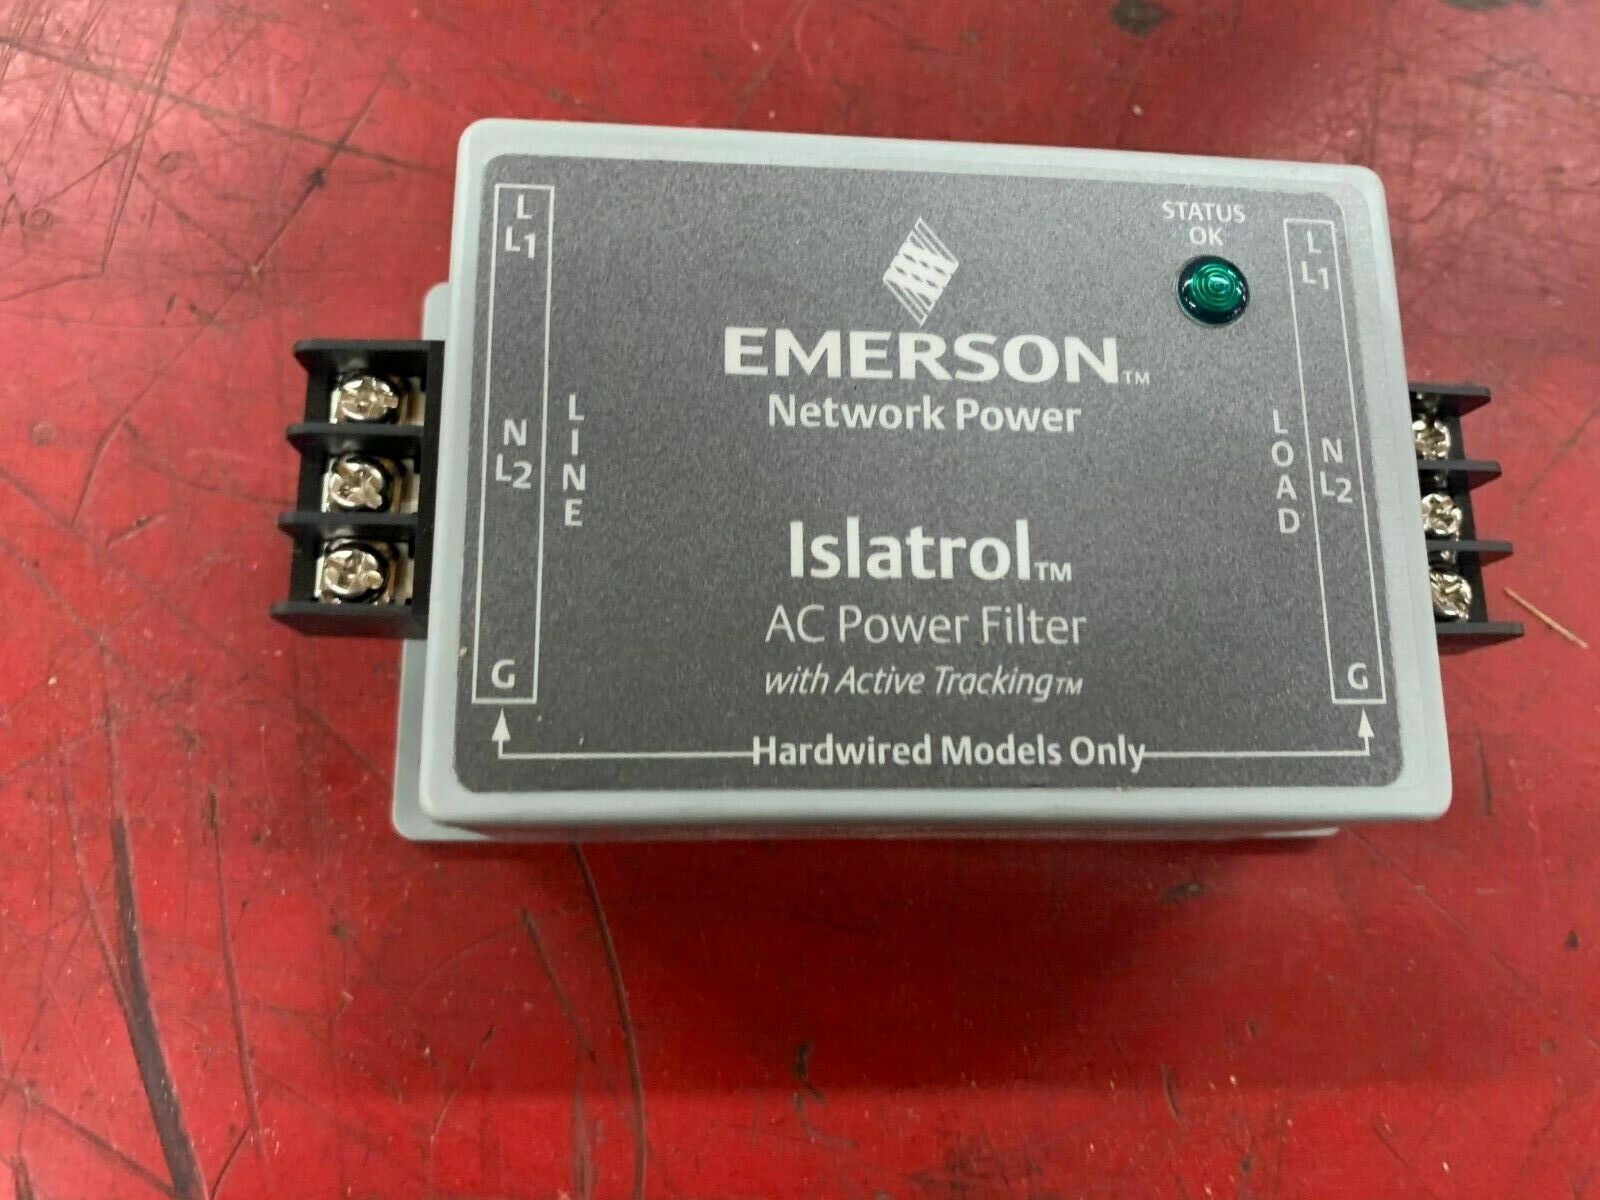 L
L1
N
L2
G
LINE
EMERSON™
Network Power
Islatrol™
AC Power Filter
with Active Tracking™
Hardwired Models Only
STATUS
OK
LOAD
L
L1
N
L2
G